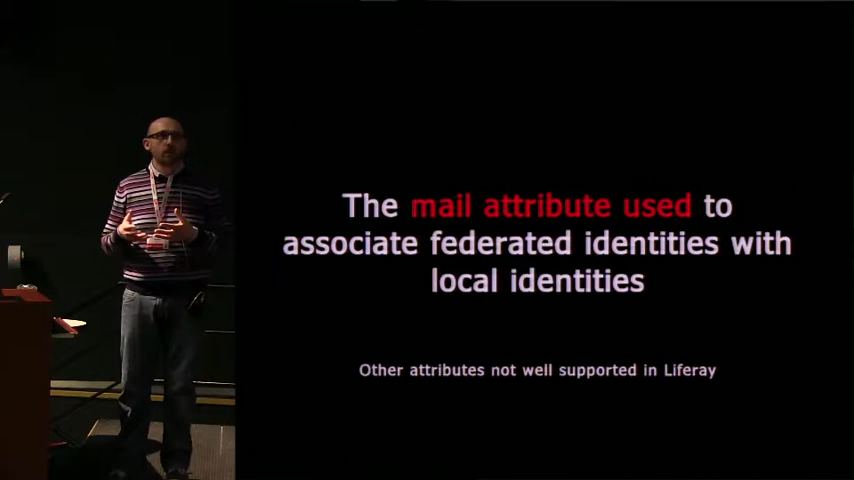 The mail attribute used to
associate federated identities with
local identities
Other attributes not well supported in Liferay